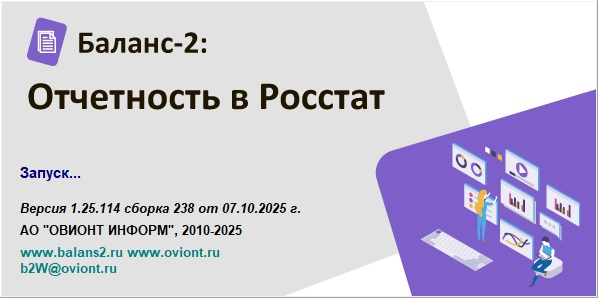 Баланс-2:
Отчетность в Росстат
Запуск...
Версия 1.25.114 сборка 238 от 07.10.2025 г.
АО "ОВИОНТ ИНФОРМ", 2010-2025
www.balans2.ru www.oviont.ru
b2W@oviont.ru